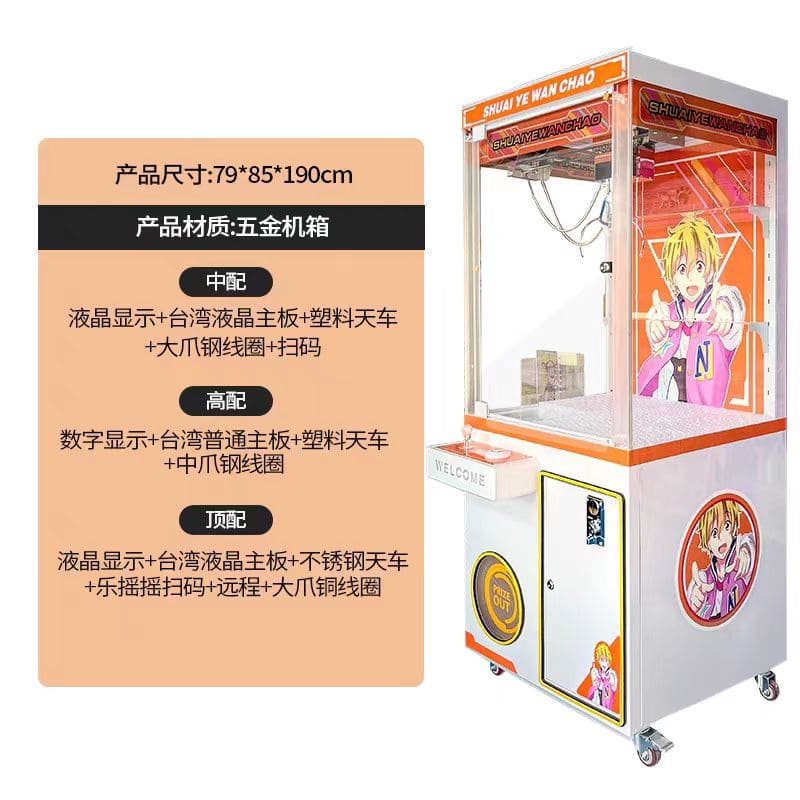 产品尺寸:79*85*190cm
产品材质:五金机箱
中配
液晶显示+台湾液晶主板+塑料天车
+大爪钢线圈+扫码
高配
数字显示+台湾普通主板+塑料天车
+中爪钢线圈
顶配
液晶显示+台湾液晶主板+不锈钢天车
+乐摇摇扫码+远程+大爪铜线圈
SHUAI YE WAN CHAO
SHUAIYEWANCHAO
SHUAIYEWANCHAO
N
WELCOME
PRIZE
OUT